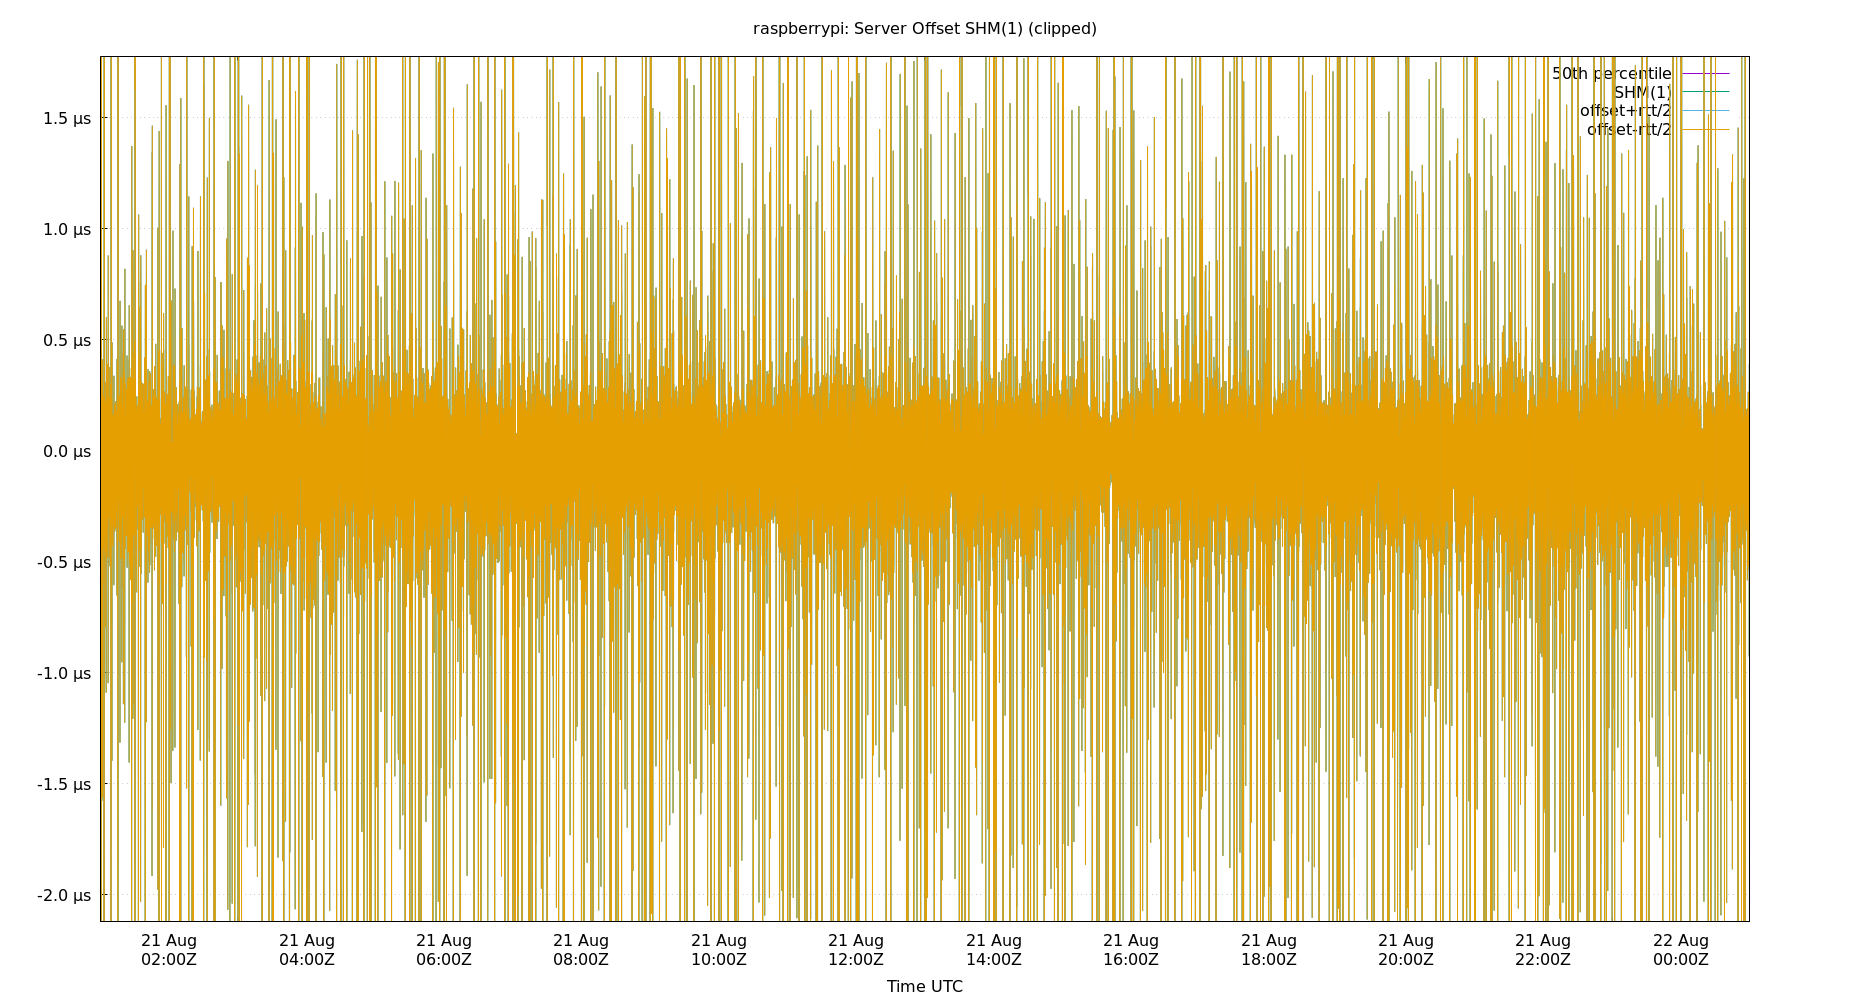 raspberrypi: Server Offset SHM(1) (clipped)
50th percentile
SHM(1)
offset+rtt/2
offset-rtt/2
1.5 µs
1.0 µs
0.5 µs
0.0 µs
-0.5 µs
-1.0 µs
-1.5 µs
-2.0 µs
21 Aug 21 Aug 21 Aug 21 Aug 21 Aug 21 Aug 21 Aug 21 Aug 21 Aug 21 Aug 21 Aug 22 Aug
02:00Z 04:00Z 06:00Z 08:00Z 10:00Z 12:00Z 14:00Z 16:00Z 18:00Z 20:00Z 22:00Z 00:00Z
Time UTC